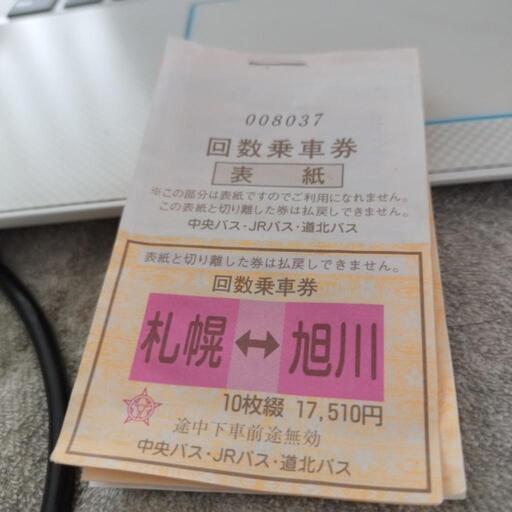 008037
回数乗車券
表紙
※この部分は表紙ですのでご利用になれません。
この表紙と切り離した券は払戻しできません。
中央バス・JRバス・道北バス
表紙と切り離した券は払戻しできません。
回数乗車券
札幌↔旭川
10枚綴 17,510円
途中下車前途無効
中央バス・JRバス・道北バス